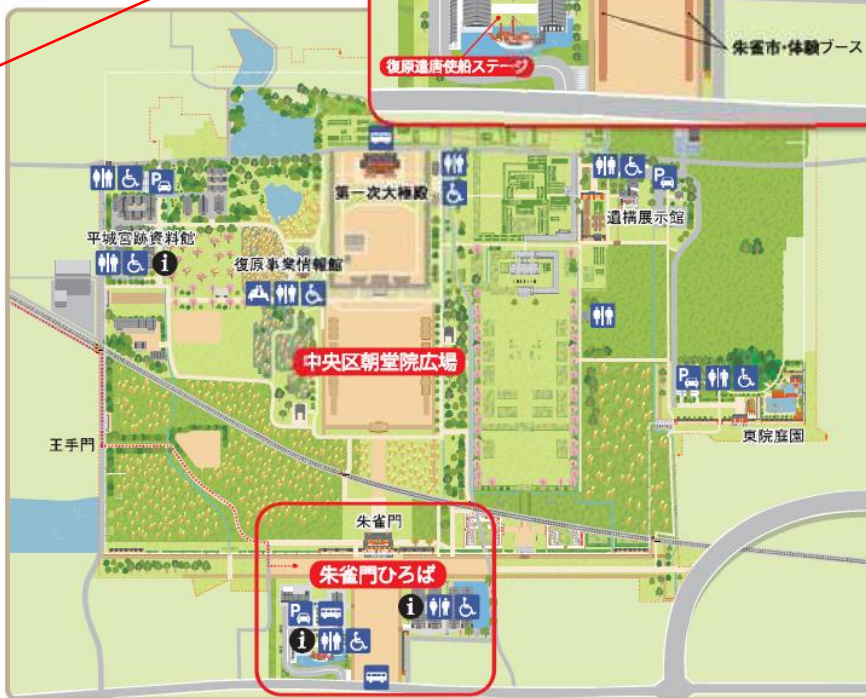 朱雀市・体験ブース
復原遣唐使船ステージ
第一次大極殿
遺構展示館
平城宮跡資料館
復原事業情報館
中央区朝堂院広場
東院庭園
王手門
朱雀門
朱雀門ひろば